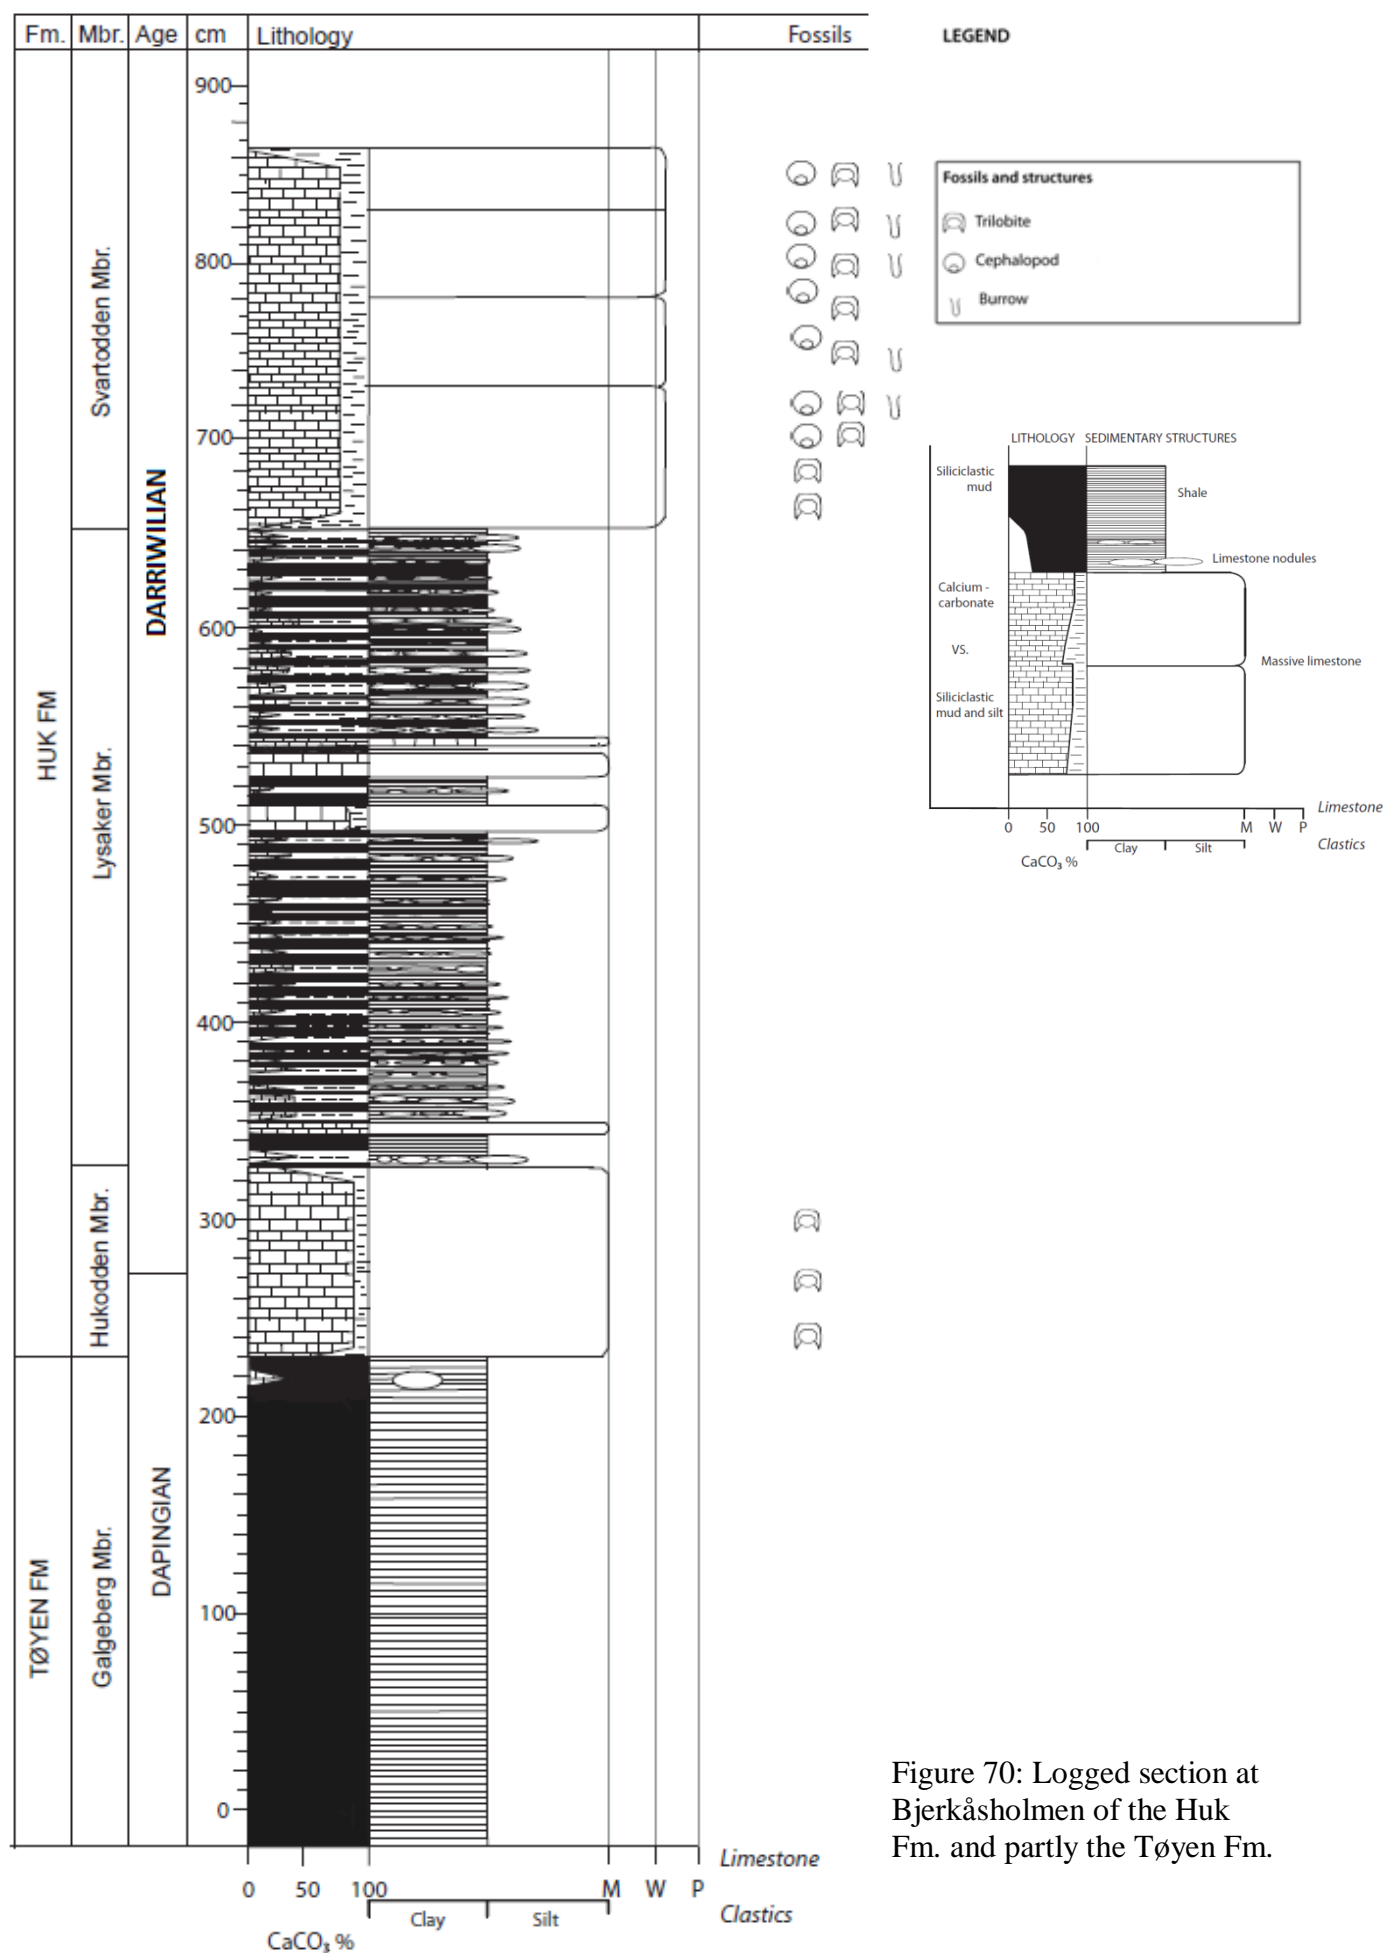 Fm. Mbr. Age cm Lithology Fossils
LEGEND
900
800
700
600
500
400
300
200
100
0
HUK FM
TØYEN FM
Svartodden Mbr.
Lysaker Mbr.
Hukodden Mbr.
Galgeberg Mbr.
DARRIWILIAN
DAPINGIAN
Fossils and structures
Trilobite
Cephalopod
Burrow
LITHOLOGY SEDIMENTARY STRUCTURES
Siliciclastic
mud
Shale
Limestone nodules
Calcium -
carbonate
VS.
Massive limestone
Siliciclastic
mud and silt
Limestone
0 50 100 M W P
Clay Silt Clastics
CaCO₃ %
Figure 70: Logged section at
Bjerkåsholmen of the Huk
Fm. and partly the Tøyen Fm.
Limestone
0 50 100 M W P
Clay Silt Clastics
CaCO₃ %